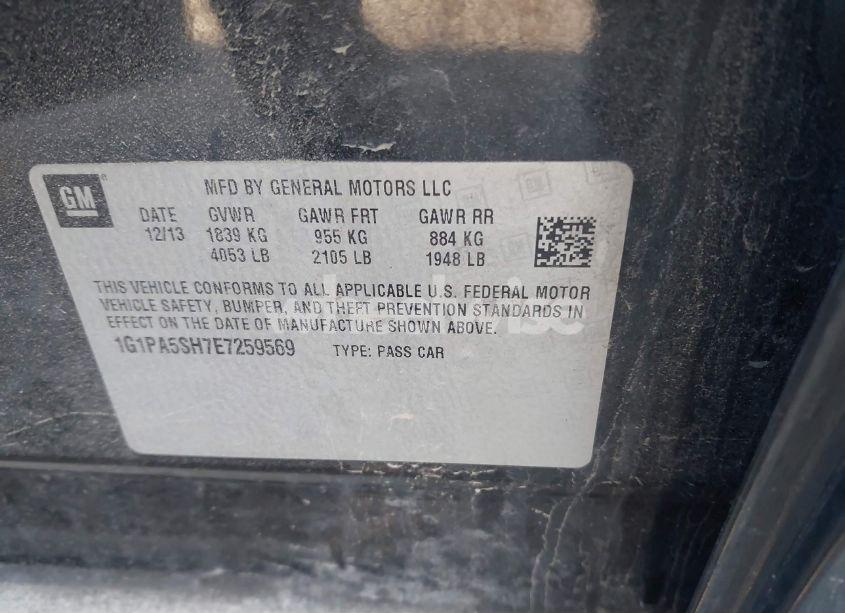 GM
MFD BY GENERAL MOTORS LLC
DATE GVWR GAWR FRT GAWR RR
12/13 1839 KG 955 KG 884 KG
4053 LB 2105 LB 1948 LB
THIS VEHICLE CONFORMS TO ALL APPLICABLE U.S. FEDERAL MOTOR
VEHICLE SAFETY, BUMPER, AND THEFT PREVENTION STANDARDS IN
EFFECT ON THE DATE OF MANUFACTURE SHOWN ABOVE.
1G1PA5SH7E7259569 TYPE: PASS CAR